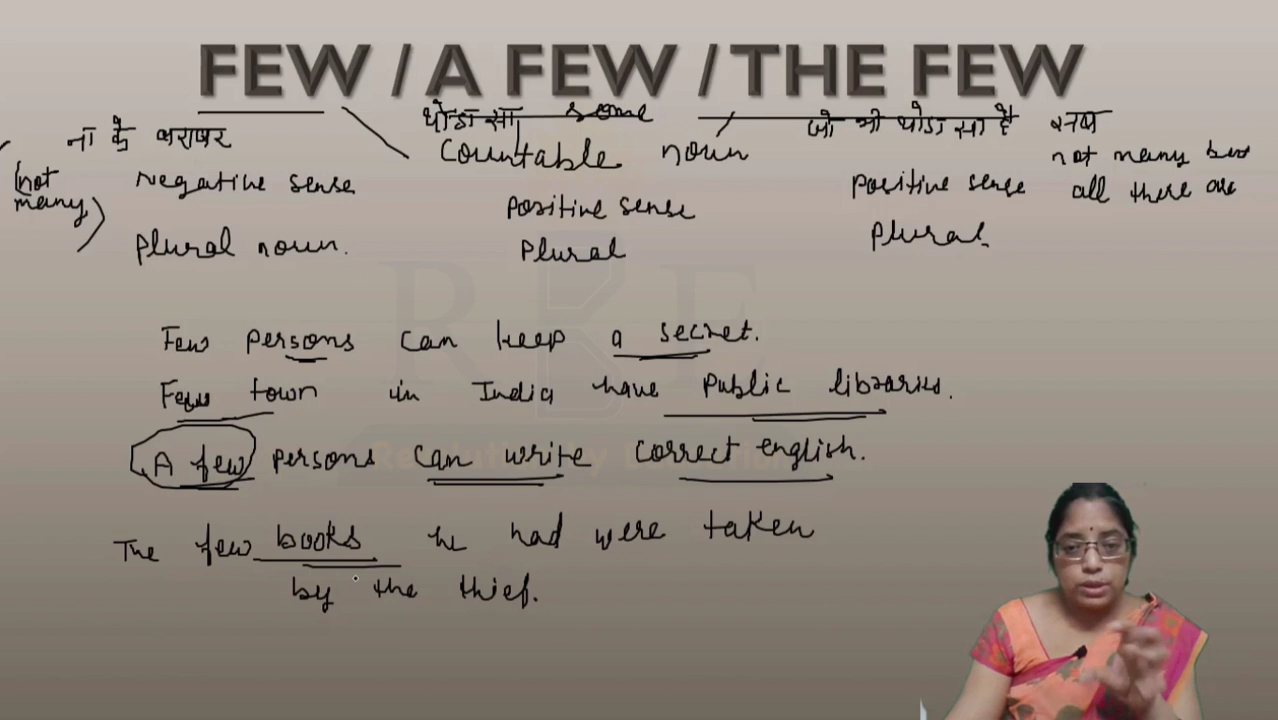 FEW / A FEW / THE FEW
ना के बराबर
(not many)
Negative sense
Plural noun.
थोडा सा some
Countable noun
Positive sense
Plural
जो भी थोडा सा है सब
not many but
all there are
positive sense
plural
Few persons can keep a secret.
Few town in India have Public libraries.
A few persons can write correct english.
The few books he had were taken
by the thief.
RBE